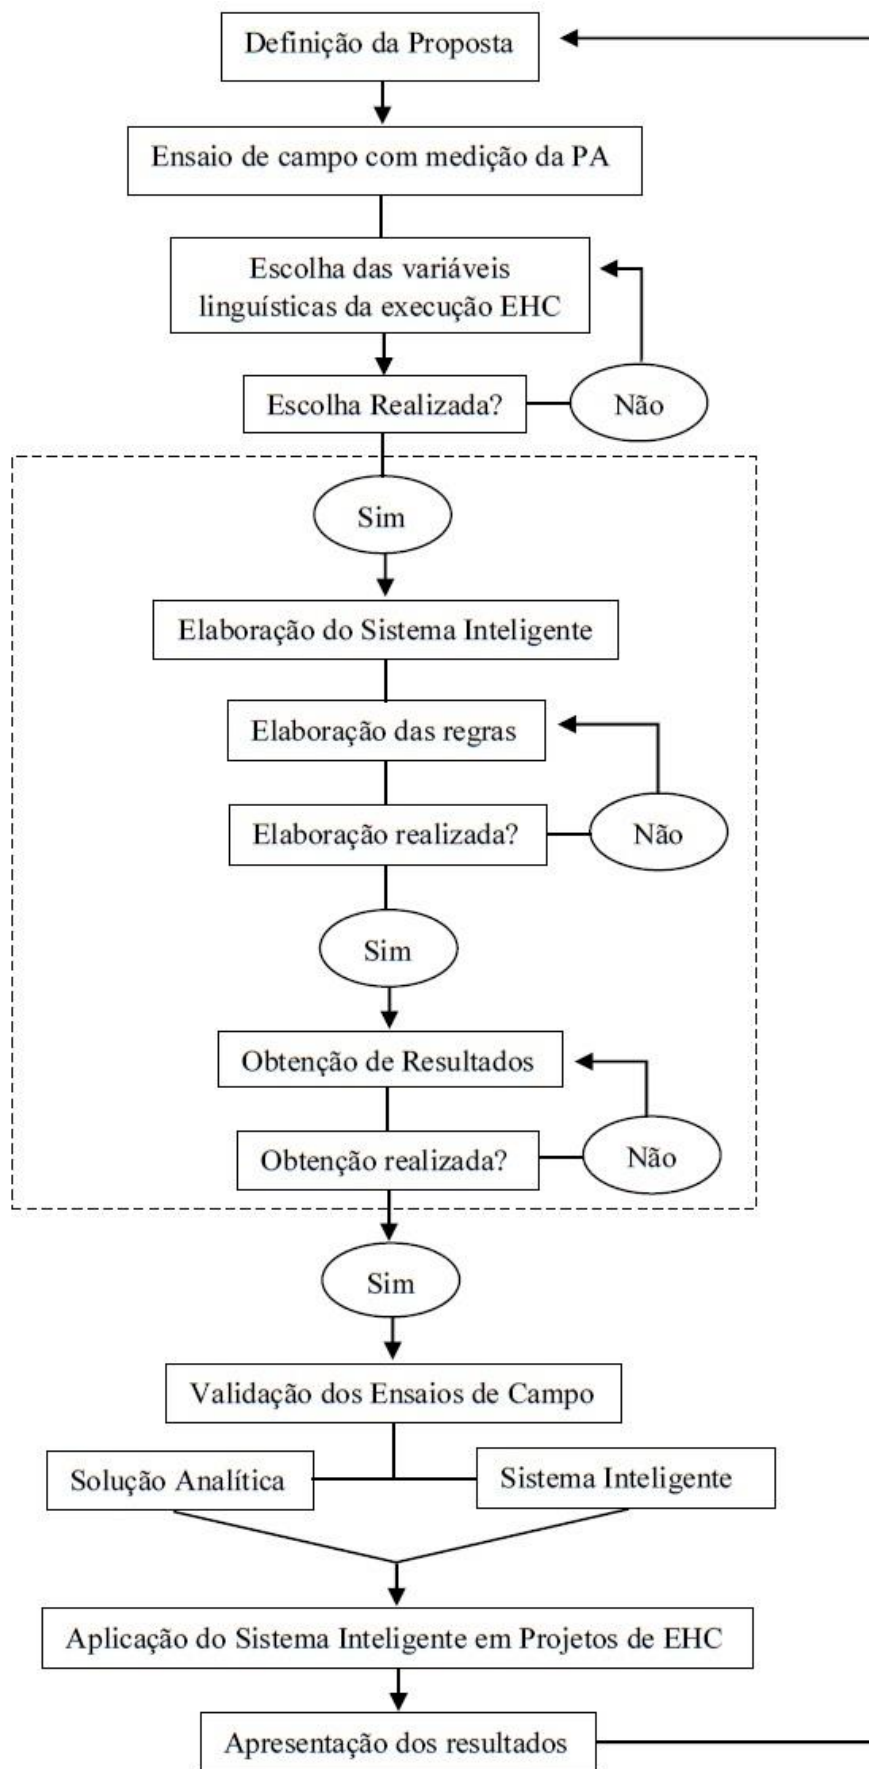 Definição da Proposta
Ensaio de campo com medição da PA
Escolha das variáveis
linguísticas da execução EHC
Escolha Realizada?
Não
Sim
Elaboração do Sistema Inteligente
Elaboração das regras
Elaboração realizada?
Não
Sim
Obtenção de Resultados
Obtenção realizada?
Não
Sim
Validação dos Ensaios de Campo
Solução Analítica
Sistema Inteligente
Aplicação do Sistema Inteligente em Projetos de EHC
Apresentação dos resultados